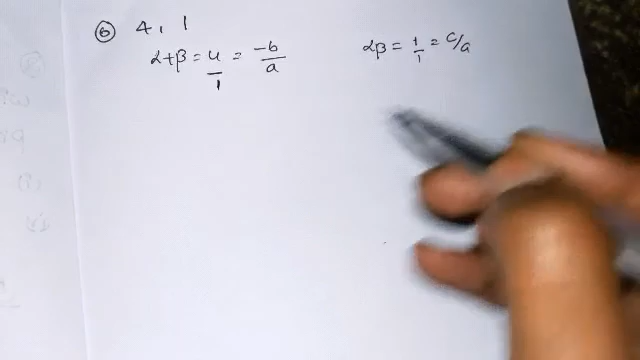 ⑥ 4, 1
α+β = 4/1 = -b/a αβ = 1/1 = c/a